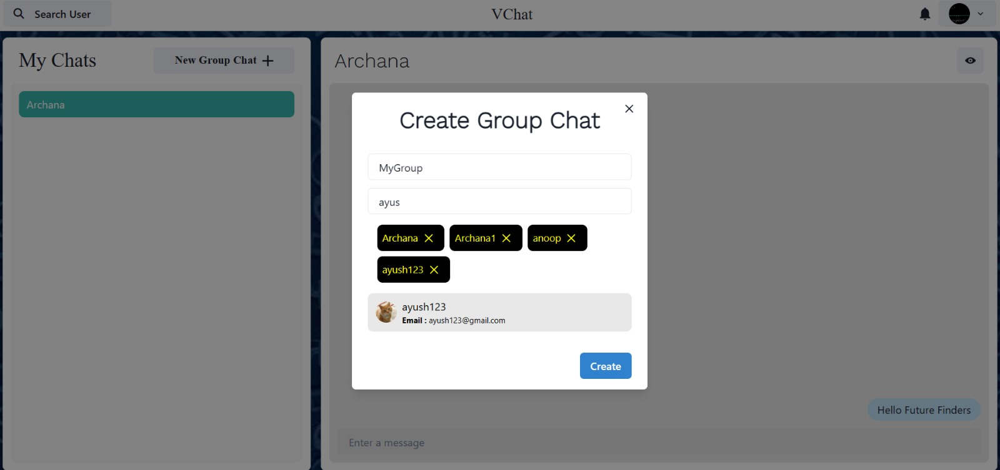 Search User
VChat
My Chats
New Group Chat
Archana
Archana
Create Group Chat
MyGroup
ayus
Archana
Archana1
anoop
ayush123
ayush123
Email : ayush123@gmail.com
Create
Hello Future Finders
Enter a message